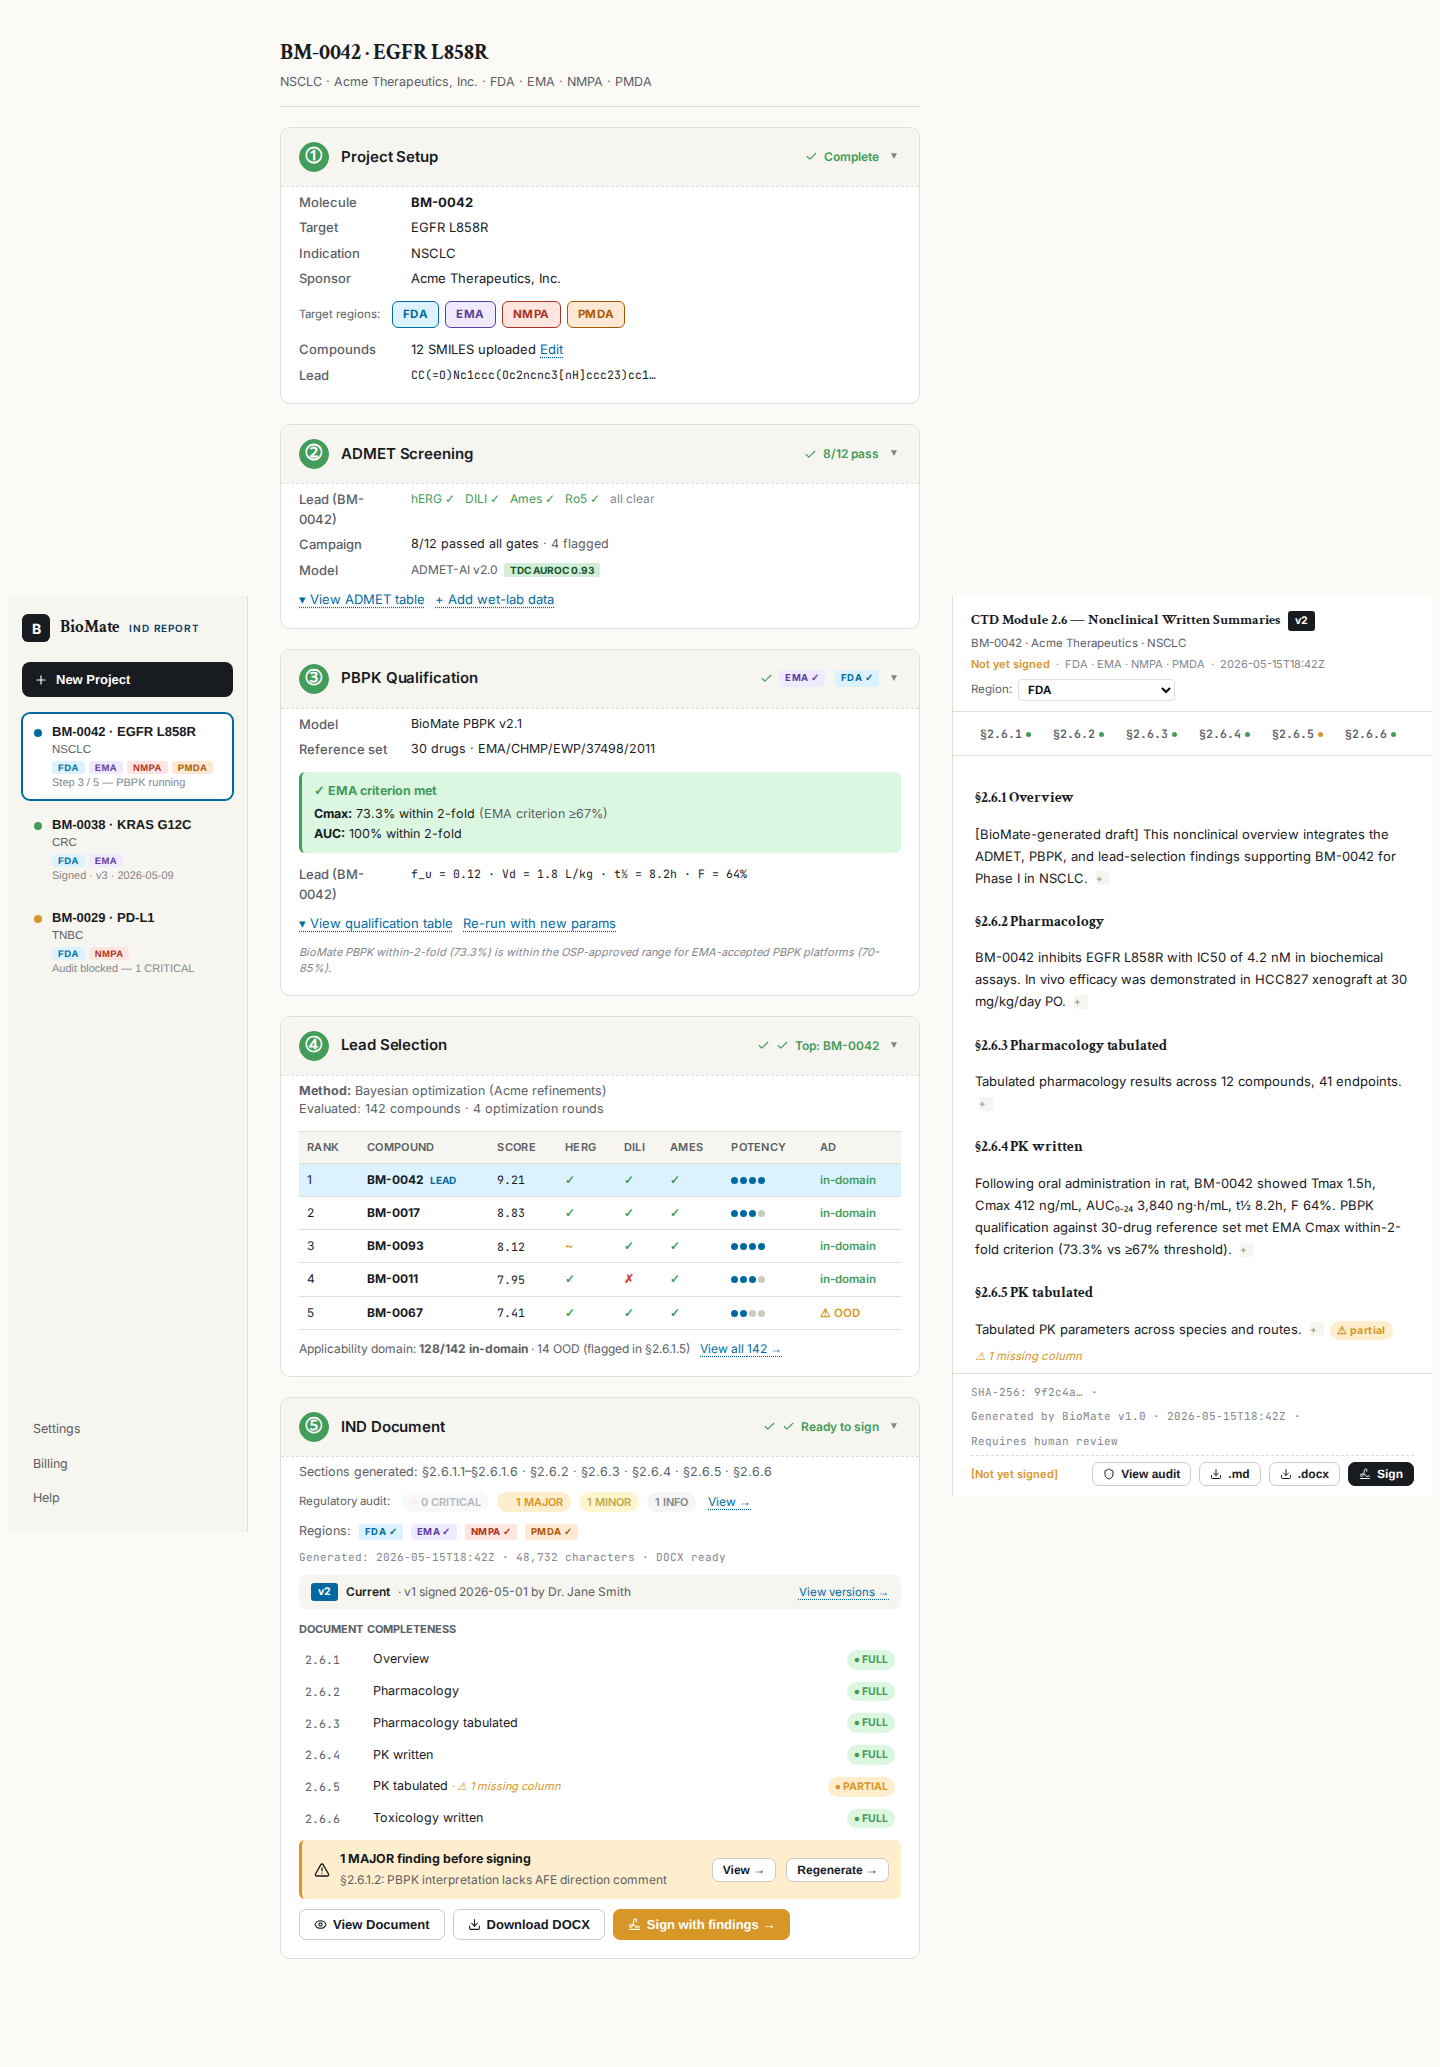 BM-0042 · EGFR L858R
NSCLC · Acme Therapeutics, Inc. · FDA · EMA · NMPA · PMDA
① Project Setup ✓ Complete ▼
Molecule BM-0042
Target EGFR L858R
Indication NSCLC
Sponsor Acme Therapeutics, Inc.
Target regions: FDA EMA NMPA PMDA
Compounds 12 SMILES uploaded Edit
Lead CC(=O)Nc1ccc(Oc2ncnc3[nH]ccc23)cc1…
② ADMET Screening ✓ 8/12 pass ▼
Lead (BM-0042) hERG ✓ DILI ✓ Ames ✓ Ro5 ✓ all clear
Campaign 8/12 passed all gates · 4 flagged
Model ADMET-AI v2.0 TDC AUROC 0.93
▾ View ADMET table + Add wet-lab data
③ PBPK Qualification ✓ EMA ✓ FDA ✓ ▼
Model BioMate PBPK v2.1
Reference set 30 drugs · EMA/CHMP/EWP/37498/2011
✓ EMA criterion met
Cmax: 73.3% within 2-fold (EMA criterion ≥67%)
AUC: 100% within 2-fold
Lead (BM-0042) f_u = 0.12 · Vd = 1.8 L/kg · t½ = 8.2h · F = 64%
▾ View qualification table Re-run with new params
BioMate PBPK within-2-fold (73.3%) is within the OSP-approved range for EMA-accepted PBPK platforms (70-
85%).
④ Lead Selection ✓ ✓ Top: BM-0042 ▼
Method: Bayesian optimization (Acme refinements)
Evaluated: 142 compounds · 4 optimization rounds
RANK COMPOUND SCORE HERG DILI AMES POTENCY AD
1 BM-0042 LEAD 9.21 ✓ ✓ ✓ ●●●● in-domain
2 BM-0017 8.83 ✓ ✓ ✓ ●●●● in-domain
3 BM-0093 8.12 ~ ✓ ✓ ●●●● in-domain
4 BM-0011 7.95 ✓ ✗ ✓ ●●●● in-domain
5 BM-0067 7.41 ✓ ✓ ✓ ●●●● ⚠ OOD
Applicability domain: 128/142 in-domain · 14 OOD (flagged in §2.6.1.5) View all 142 →
⑤ IND Document ✓ ✓ Ready to sign ▼
Sections generated: §2.6.1.1–§2.6.1.6 · §2.6.2 · §2.6.3 · §2.6.4 · §2.6.5 · §2.6.6
Regulatory audit: 0 CRITICAL 1 MAJOR 1 MINOR 1 INFO View →
Regions: FDA ✓ EMA ✓ NMPA ✓ PMDA ✓
Generated: 2026-05-15T18:42Z · 48,732 characters · DOCX ready
v2 Current · v1 signed 2026-05-01 by Dr. Jane Smith View versions →
DOCUMENT COMPLETENESS
2.6.1 Overview ● FULL
2.6.2 Pharmacology ● FULL
2.6.3 Pharmacology tabulated ● FULL
2.6.4 PK written ● FULL
2.6.5 PK tabulated · ⚠ 1 missing column ● PARTIAL
2.6.6 Toxicology written ● FULL
1 MAJOR finding before signing
§2.6.1.2: PBPK interpretation lacks AFE direction comment
View → Regenerate →
View Document Download DOCX Sign with findings →
B BioMate IND REPORT
+ New Project
BM-0042 · EGFR L858R
NSCLC
FDA EMA NMPA PMDA
Step 3 / 5 — PBPK running
BM-0038 · KRAS G12C
CRC
FDA EMA
Signed · v3 · 2026-05-09
BM-0029 · PD-L1
TNBC
FDA NMPA
Audit blocked — 1 CRITICAL
Settings
Billing
Help
CTD Module 2.6 — Nonclinical Written Summaries v2
BM-0042 · Acme Therapeutics · NSCLC
Not yet signed · FDA · EMA · NMPA · PMDA · 2026-05-15T18:42Z
Region: FDA
§2.6.1 ● §2.6.2 ● §2.6.3 ● §2.6.4 ● §2.6.5 ● §2.6.6 ●
§2.6.1 Overview
[BioMate-generated draft] This nonclinical overview integrates the
ADMET, PBPK, and lead-selection findings supporting BM-0042 for
Phase I in NSCLC. +
§2.6.2 Pharmacology
BM-0042 inhibits EGFR L858R with IC50 of 4.2 nM in biochemical
assays. In vivo efficacy was demonstrated in HCC827 xenograft at 30
mg/kg/day PO. +
§2.6.3 Pharmacology tabulated
Tabulated pharmacology results across 12 compounds, 41 endpoints.
+
§2.6.4 PK written
Following oral administration in rat, BM-0042 showed Tmax 1.5h,
Cmax 412 ng/mL, AUC₀₋₂₄ 3,840 ng·h/mL, t½ 8.2h, F 64%. PBPK
qualification against 30-drug reference set met EMA Cmax within-2-
fold criterion (73.3% vs ≥67% threshold). +
§2.6.5 PK tabulated
Tabulated PK parameters across species and routes. + ⚠ partial
⚠ 1 missing column
SHA-256: 9f2c4a… ·
Generated by BioMate v1.0 · 2026-05-15T18:42Z ·
Requires human review
[Not yet signed] View audit .md .docx Sign